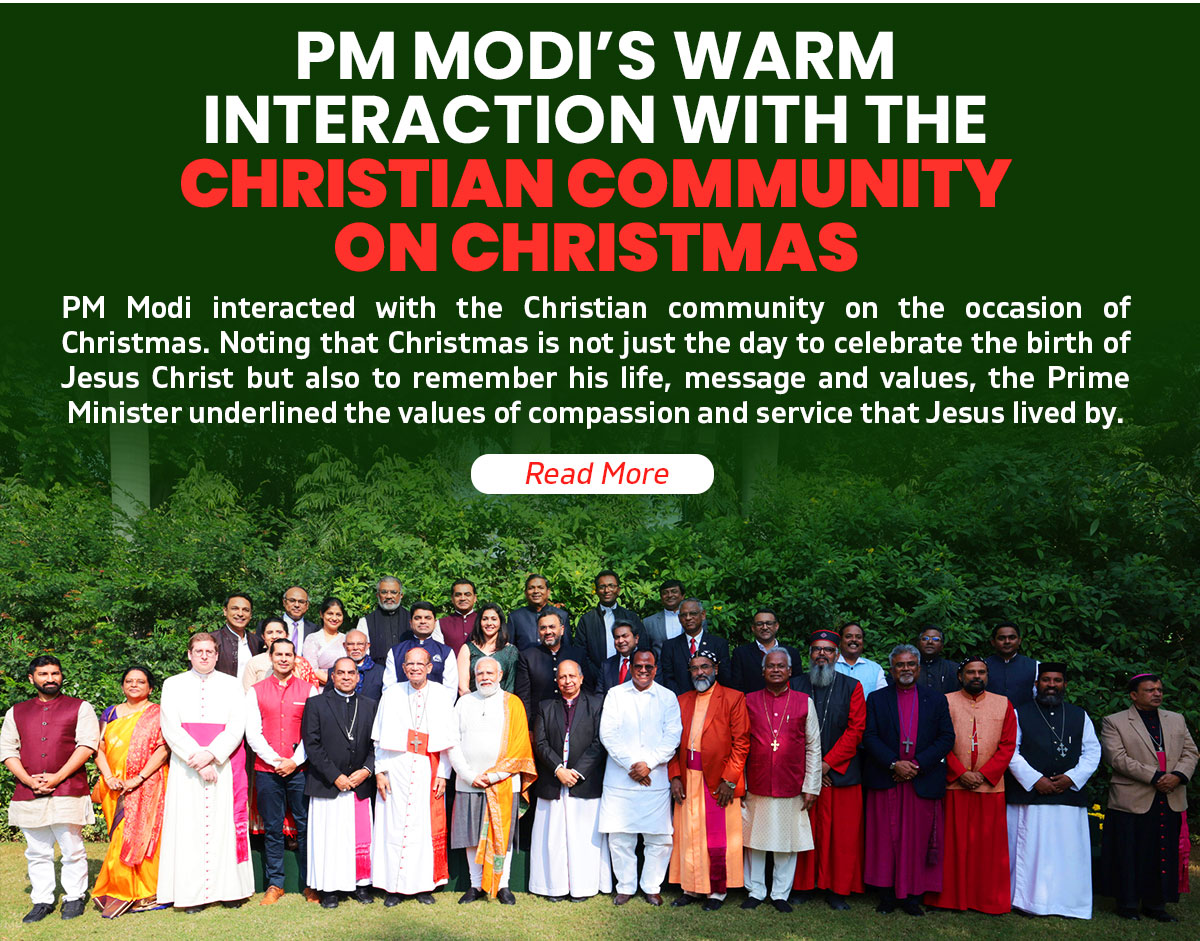 PM MODI’S WARM
INTERACTION WITH THE
CHRISTIAN COMMUNITY
ON CHRISTMAS
PM Modi interacted with the Christian community on the occasion of
Christmas. Noting that Christmas is not just the day to celebrate the birth of
Jesus Christ but also to remember his life, message and values, the Prime
Minister underlined the values of compassion and service that Jesus lived by.
Read More